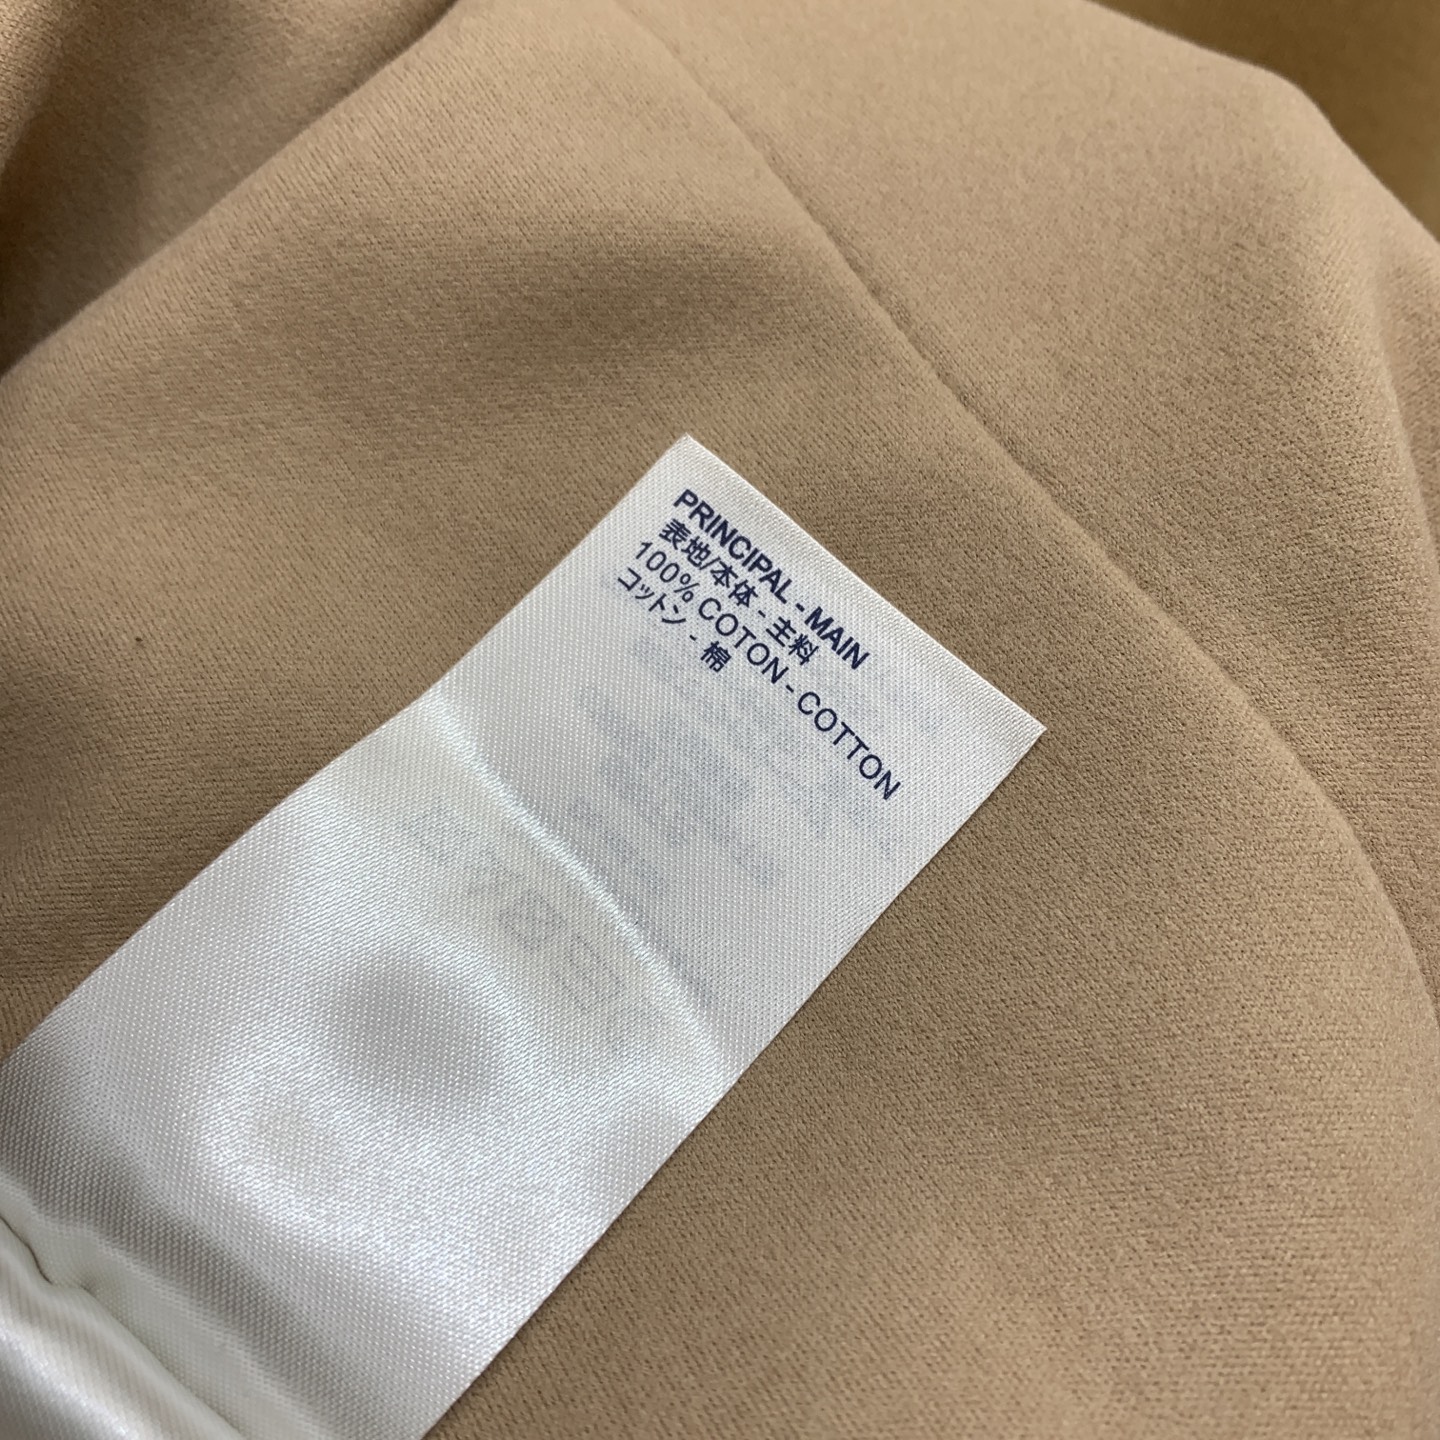 PRINCIPAL - MAIN
表地/本体 - 主料
100% COTON - COTTON
コットン - 棉